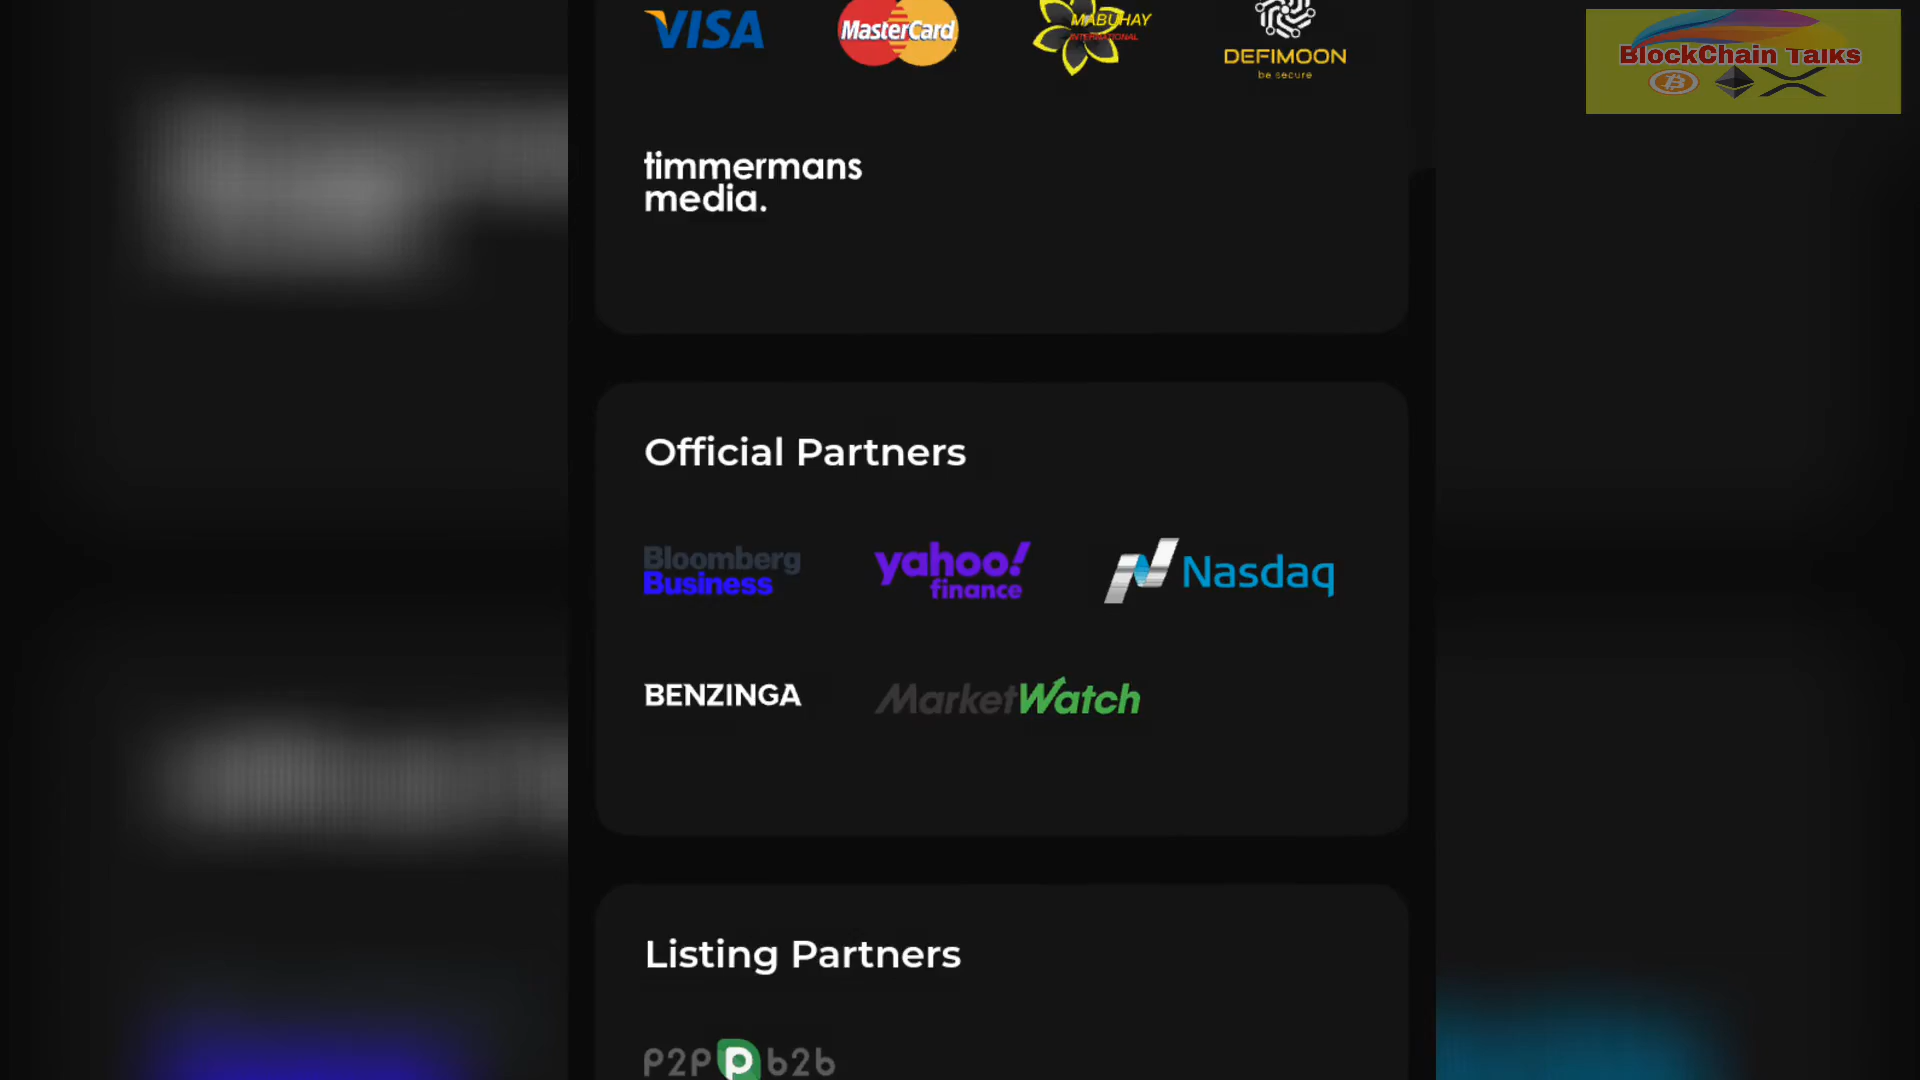 VISA
MasterCard
MABUHAY
INTERNATIONAL
DEFIMOON
be secure
BlockChain Talks
timmermans
media.
Official Partners
Bloomberg
Business
yahoo!
finance
Nasdaq
BENZINGA
MarketWatch
Listing Partners
P2P b2b